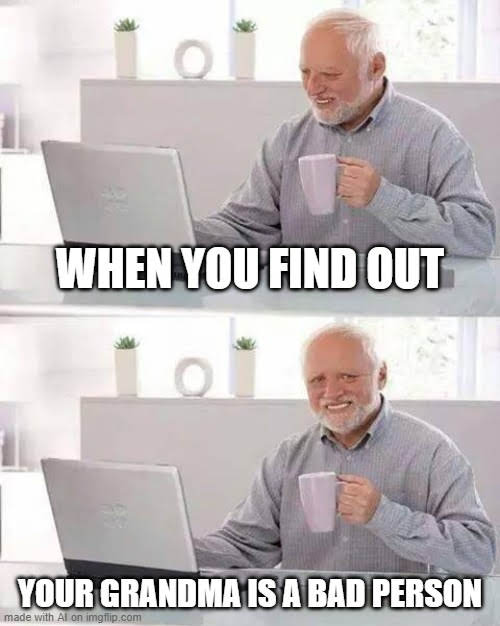 WHEN YOU FIND OUT
YOUR GRANDMA IS A BAD PERSON
made with AI on imgflip.com